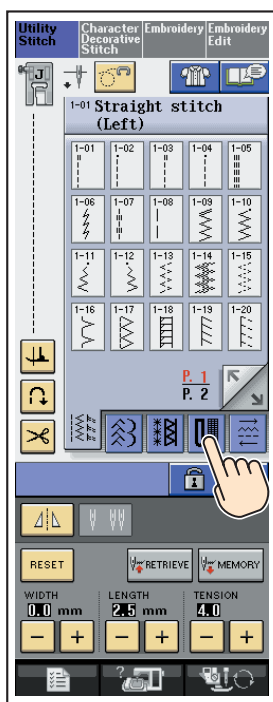 Utility Stitch
Character Decorative Stitch
Embroidery
Embroidery Edit
J
1-01 Straight stitch
(Left)
1-01 1-02 1-03 1-04 1-05
1-06 1-07 1-08 1-09 1-10
1-11 1-12 1-13 1-14 1-15
1-16 1-17 1-18 1-19 1-20
P. 1
P. 2
RESET
RETRIEVE
MEMORY
WIDTH LENGTH TENSION
0.0 mm 2.5 mm 4.0
− + − + − +
?